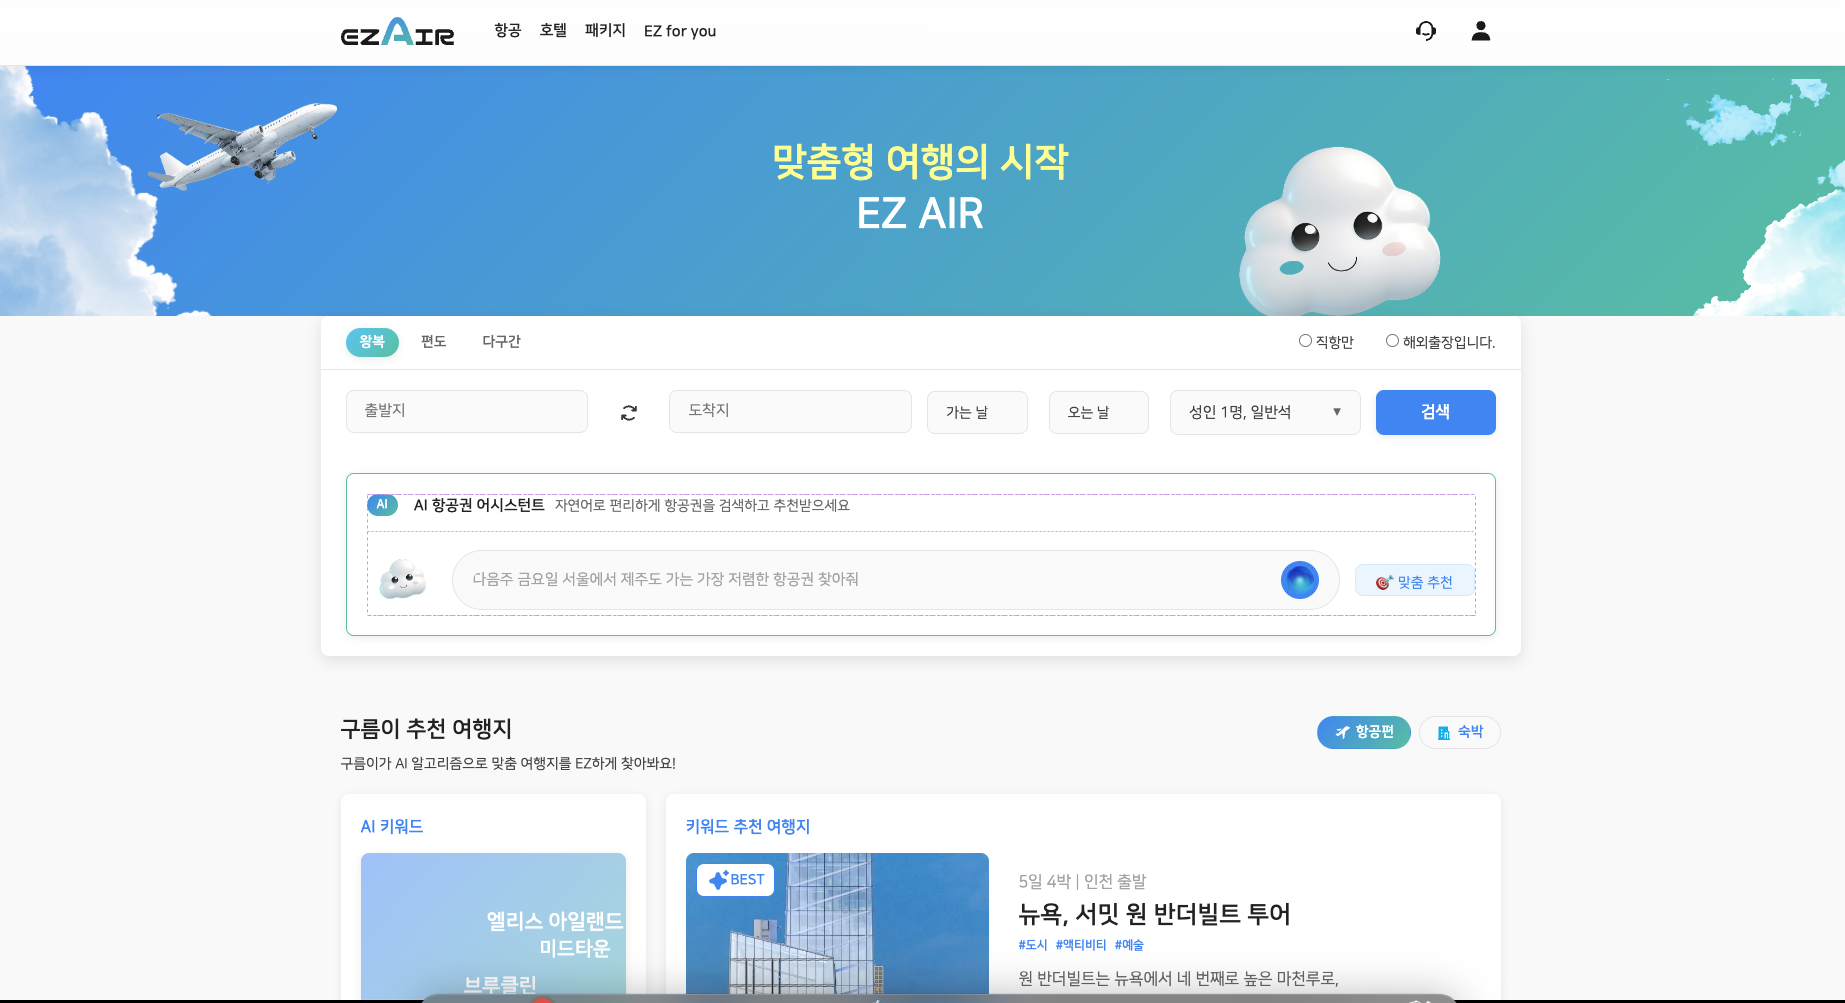 EZAIR 항공 호텔 패키지 EZ for you
맞춤형 여행의 시작
EZ AIR
왕복 편도 다구간 직항만 해외출장입니다.
출발지 도착지 가는 날 오는 날 성인 1명, 일반석 ▼ 검색
AI AI 항공권 어시스턴트 자연어로 편리하게 항공권을 검색하고 추천받으세요
다음주 금요일 서울에서 제주도 가는 가장 저렴한 항공권 찾아줘 맞춤 추천
구름이 추천 여행지 항공편 숙박
구름이가 AI 알고리즘으로 맞춤 여행지를 EZ하게 찾아봐요!
AI 키워드
엘리스 아일랜드
미드타운
브루클린
키워드 추천 여행지
BEST
5일 4박 | 인천 출발
뉴욕, 서밋 원 반더빌트 투어
#도시 #액티비티 #예술
원 반더빌트는 뉴욕에서 네 번째로 높은 마천루로,